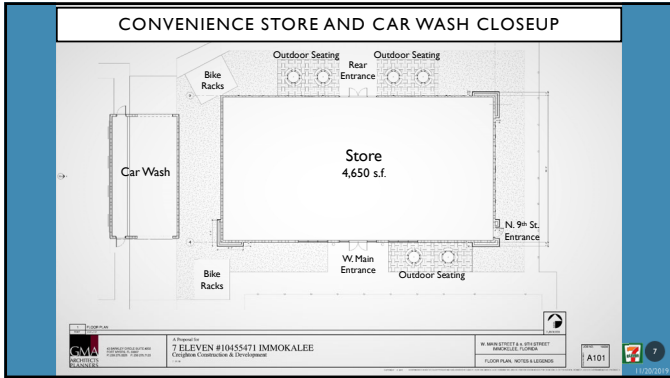 CONVENIENCE STORE AND CAR WASH CLOSEUP
Outdoor Seating
Outdoor Seating
Rear
Entrance
Bike
Racks
Store
4,650 s.f.
Car Wash
N. 9th St.
Entrance
W. Main
Entrance
Outdoor Seating
Bike
Racks
FLOOR PLAN
GMA
ARCHITECTS
PLANNERS
A Proposal for
7 ELEVEN #10455471 IMMOKALEE
Creighton Construction & Development
W. MAIN STREET & N. 9TH STREET
IMMOKALEE, FLORIDA
FLOOR PLAN, NOTES & LEGENDS
A101
7
11/20/2019